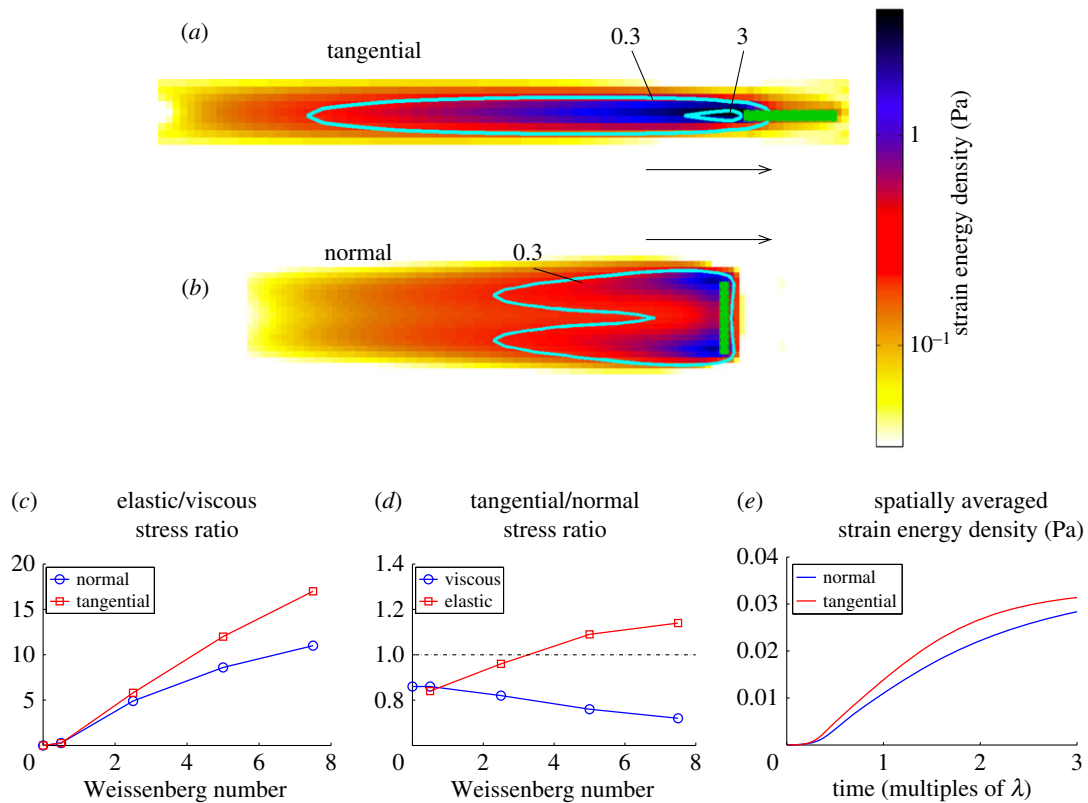 (a)
tangential
0.3
3
(b)
normal
0.3
1
10⁻¹
strain energy density (Pa)
(c)
elastic/viscous
stress ratio
20
15
10
5
0
normal
tangential
2
4
6
8
Weissenberg number
(d)
tangential/normal
stress ratio
1.4
1.2
1.0
0.8
viscous
elastic
0
2
4
6
8
Weissenberg number
(e)
spatially averaged
strain energy density (Pa)
0.04
0.03
0.02
0.01
normal
tangential
0
1
2
3
time (multiples of λ)